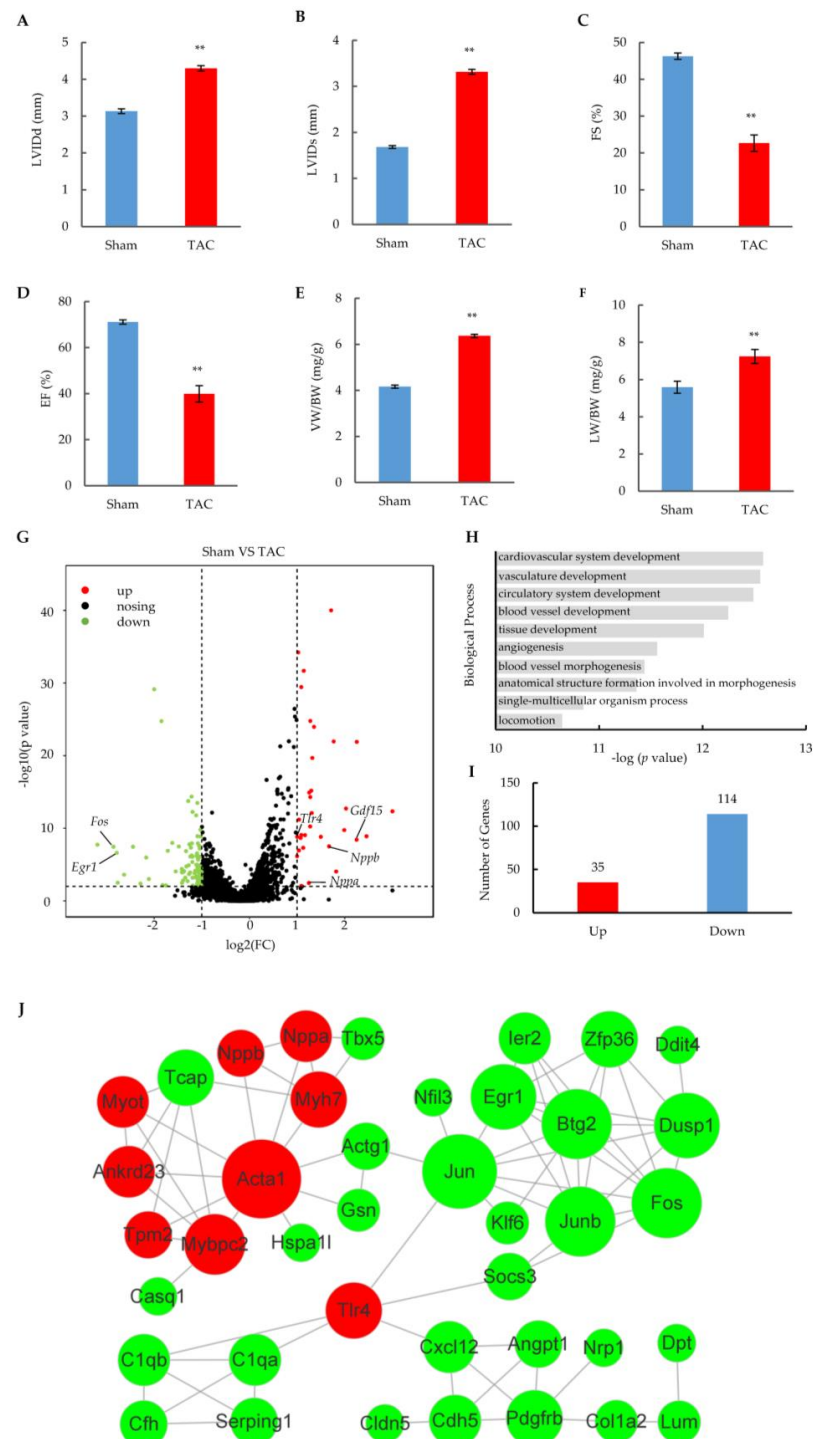 A
B
C
5
4
3
2
1
0
LVIDd (mm)
**
Sham
TAC
4
3
2
1
0
LVIDs (mm)
**
Sham
TAC
50
40
30
20
10
0
FS (%)
**
Sham
TAC
D
E
F
80
60
40
20
0
EF (%)
**
Sham
TAC
8
6
4
2
0
VW/BW (mg/g)
**
Sham
TAC
10
8
6
4
2
0
LW/BW (mg/g)
**
Sham
TAC
G
Sham VS TAC
up
nosing
down
40
30
20
10
0
-log10(p value)
Fos
Egr1
Tlr4
Gdf15
Nppb
Nppa
-2
-1
0
1
2
log2(FC)
H
Biological Process
cardiovascular system development
vasculature development
circulatory system development
blood vessel development
tissue development
angiogenesis
blood vessel morphogenesis
anatomical structure formation involved in morphogenesis
single-multicellular organism process
locomotion
10
11
12
13
-log (p value)
I
150
100
50
0
Number of Genes
35
114
Up
Down
J
Nppb
Nppa
Tbx5
Tcap
Myot
Myh7
Ankrd23
Acta1
Actg1
Gsn
Tpm2
Mybpc2
Hspa1l
Casq1
Ier2
Zfp36
Ddit4
Nfil3
Egr1
Btg2
Dusp1
Jun
Fos
Klf6
Junb
Socs3
Tlr4
C1qb
C1qa
Cfh
Serping1
Cxcl12
Angpt1
Nrp1
Dpt
Cldn5
Cdh5
Pdgfrb
Col1a2
Lum